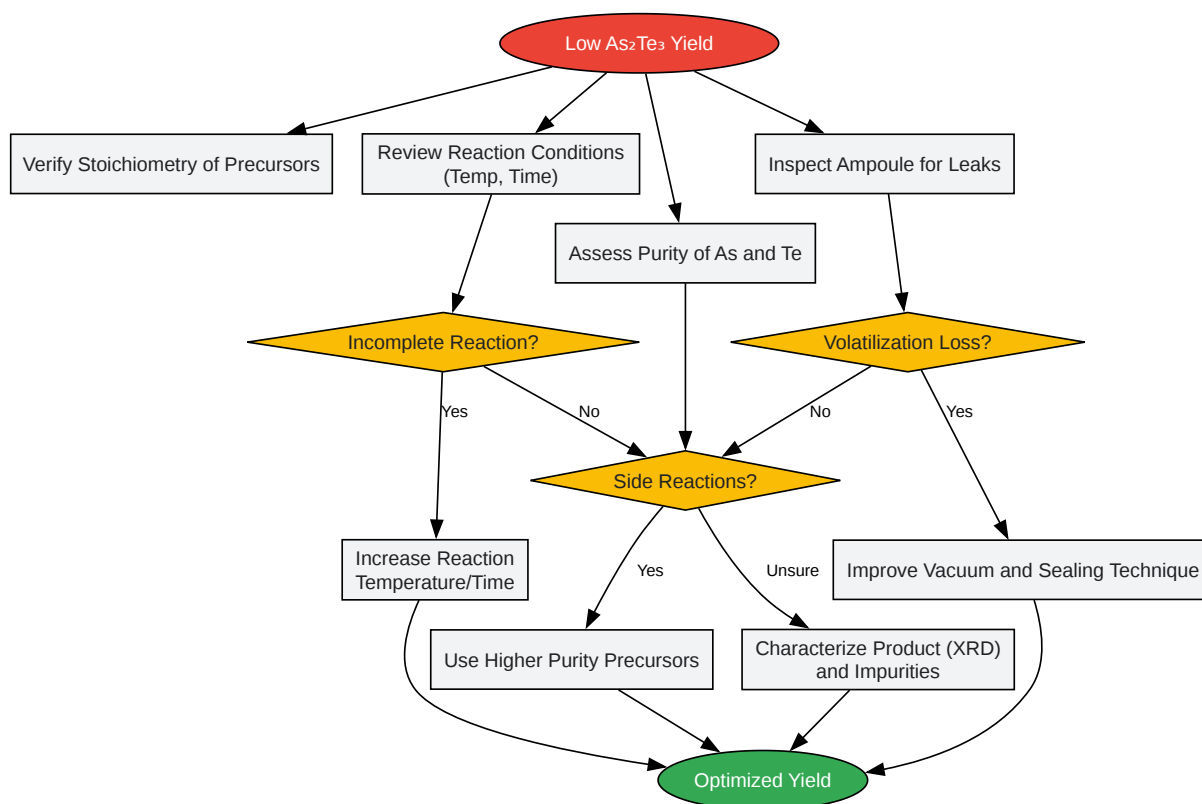 Low As₂Te₃ Yield
Verify Stoichiometry of Precursors
Review Reaction Conditions
(Temp, Time)
Inspect Ampoule for Leaks
Assess Purity of As and Te
Incomplete Reaction?
Volatilization Loss?
Yes
No
No
Yes
Side Reactions?
Increase Reaction
Temperature/Time
Yes
Unsure
Improve Vacuum and Sealing Technique
Use Higher Purity Precursors
Characterize Product (XRD)
and Impurities
Optimized Yield